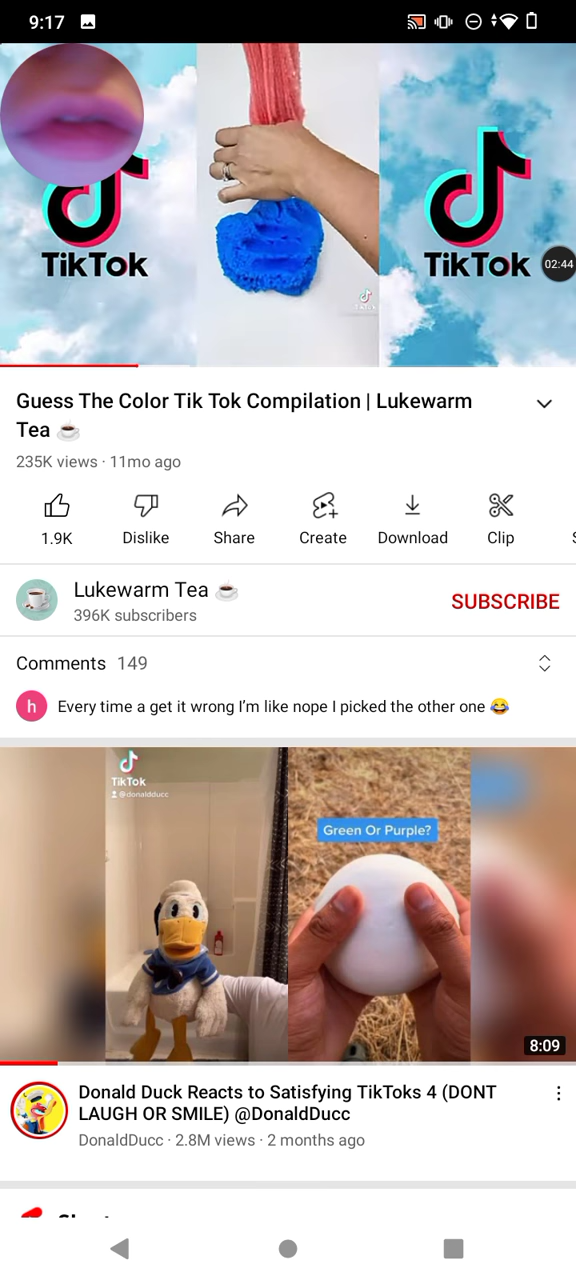 9:17
TikTok
TikTok
02:44
Guess The Color Tik Tok Compilation | Lukewarm
Tea ☕
235K views · 11mo ago
1.9K
Dislike
Share
Create
Download
Clip
Lukewarm Tea ☕
396K subscribers
SUBSCRIBE
Comments 149
h
Every time a get it wrong I'm like nope I picked the other one 😂
TikTok
@donaldducc
Green Or Purple?
8:09
Donald Duck Reacts to Satisfying TikToks 4 (DONT
LAUGH OR SMILE) @DonaldDucc
DonaldDucc · 2.8M views · 2 months ago